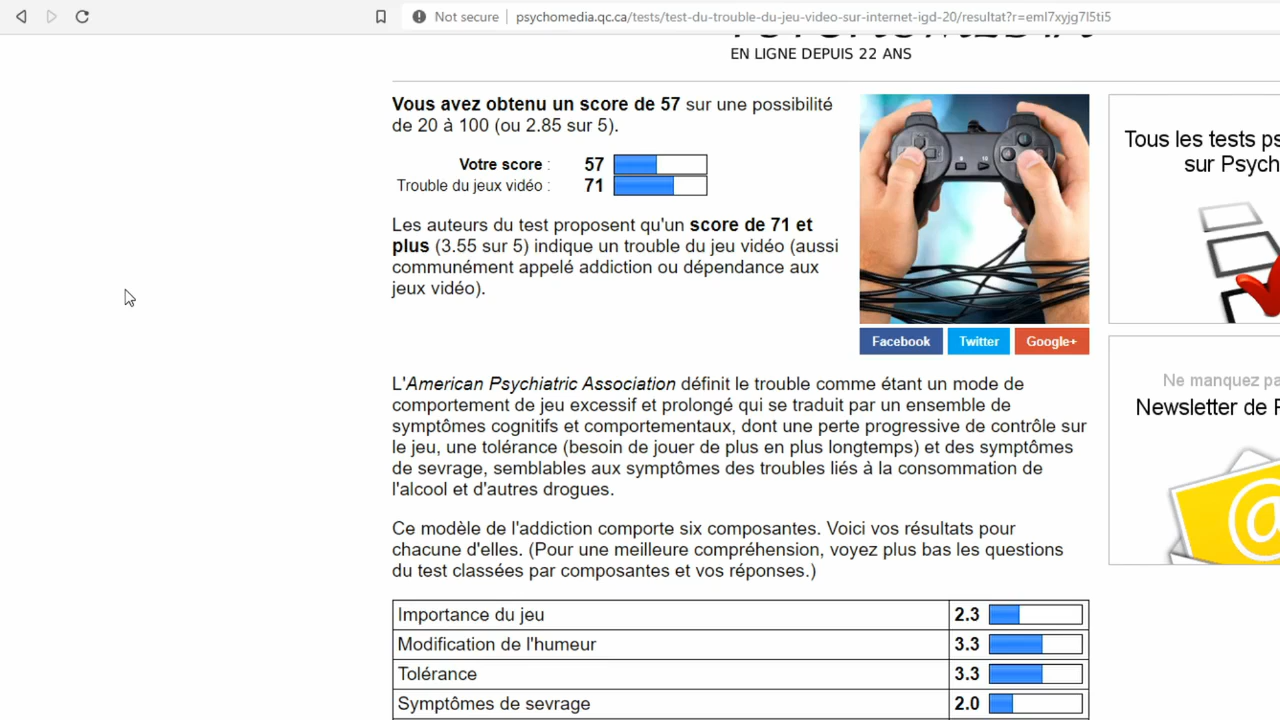 Not secure psychomedia.qc.ca/tests/test-du-trouble-du-jeu-video-sur-internet-igd-20/resultat?r=eml7xyjg7l5ti5
EN LIGNE DEPUIS 22 ANS
Vous avez obtenu un score de 57 sur une possibilité
de 20 à 100 (ou 2.85 sur 5).
Votre score : 57
Trouble du jeux vidéo : 71
Les auteurs du test proposent qu'un score de 71 et
plus (3.55 sur 5) indique un trouble du jeu vidéo (aussi
communément appelé addiction ou dépendance aux
jeux vidéo).
Facebook Twitter Google+
Tous les tests ps
sur Psych
Ne manquez pa
Newsletter de
L'American Psychiatric Association définit le trouble comme étant un mode de
comportement de jeu excessif et prolongé qui se traduit par un ensemble de
symptômes cognitifs et comportementaux, dont une perte progressive de contrôle sur
le jeu, une tolérance (besoin de jouer de plus en plus longtemps) et des symptômes
de sevrage, semblables aux symptômes des troubles liés à la consommation de
l'alcool et d'autres drogues.
Ce modèle de l'addiction comporte six composantes. Voici vos résultats pour
chacune d'elles. (Pour une meilleure compréhension, voyez plus bas les questions
du test classées par composantes et vos réponses.)
Importance du jeu 2.3
Modification de l'humeur 3.3
Tolérance 3.3
Symptômes de sevrage 2.0